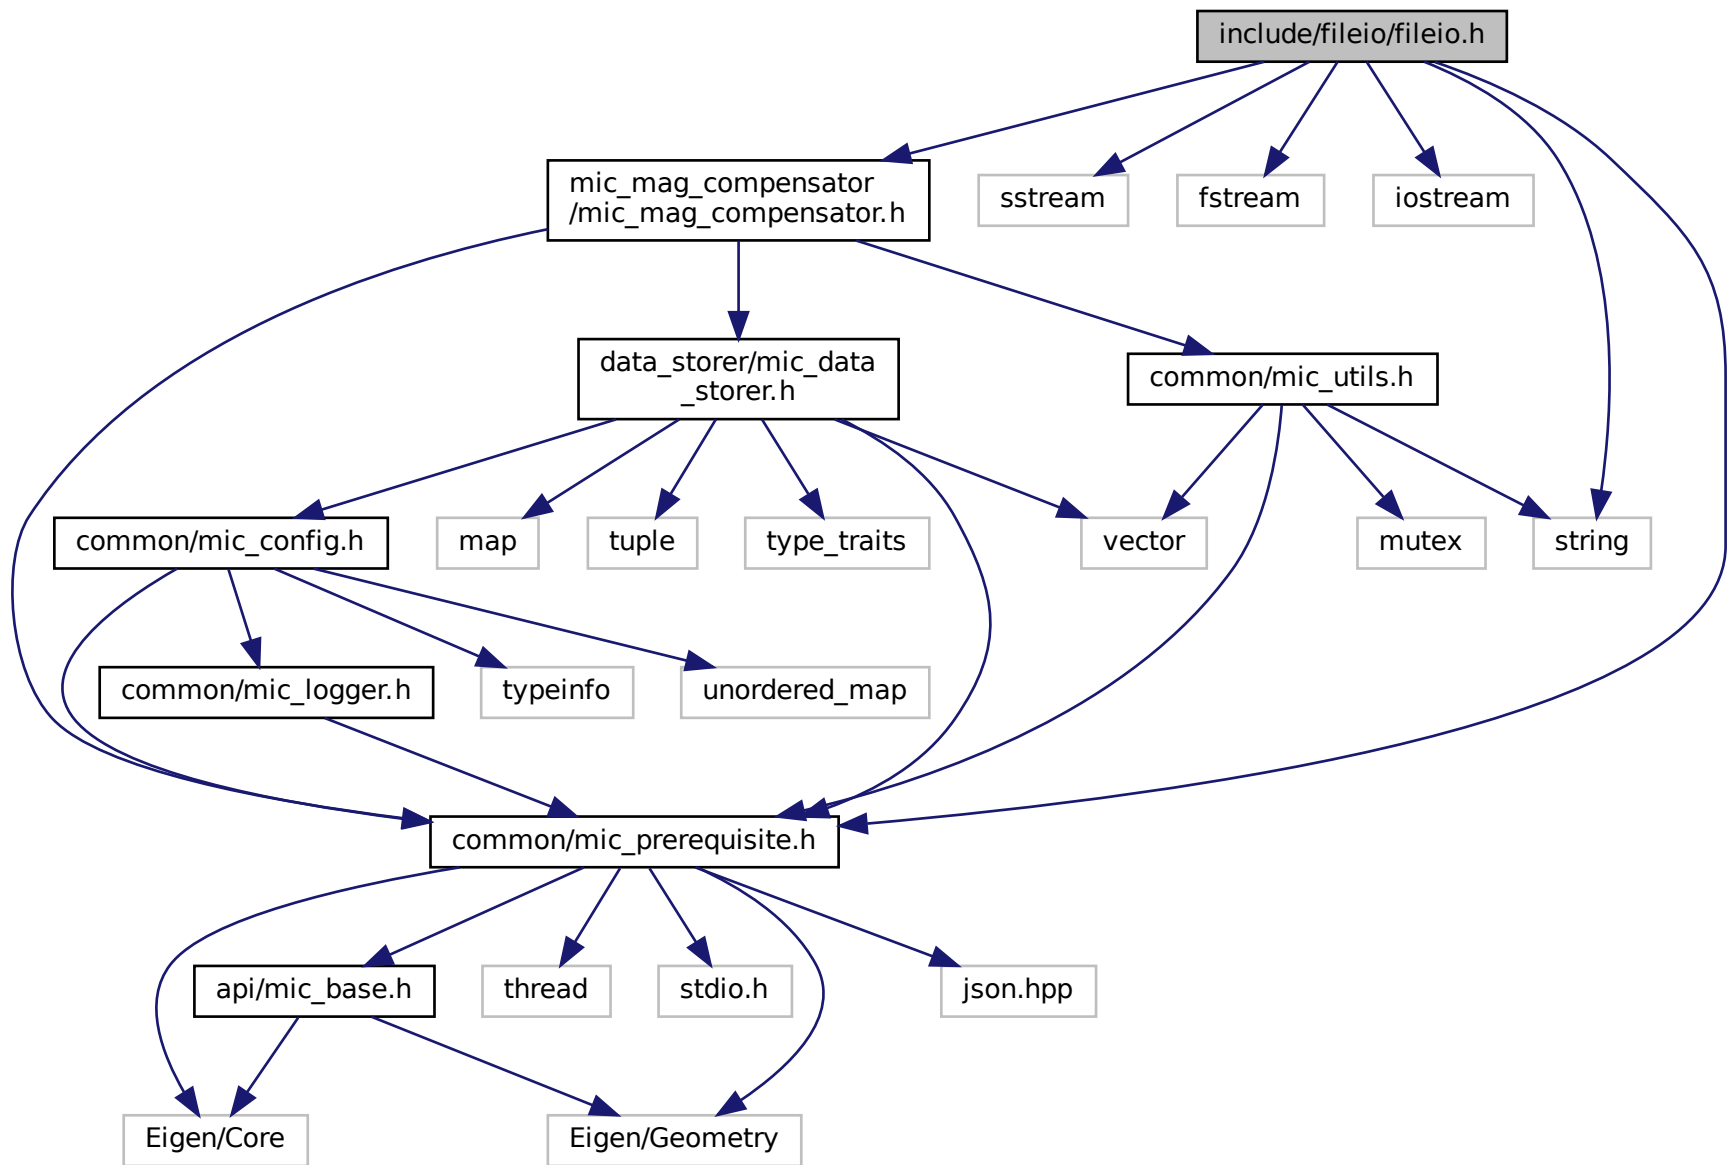 include/fileio/fileio.h
mic_mag_compensator
/mic_mag_compensator.h
sstream
fstream
iostream
data_storer/mic_data
_storer.h
common/mic_utils.h
common/mic_config.h
map
tuple
type_traits
vector
mutex
string
common/mic_logger.h
typeinfo
unordered_map
common/mic_prerequisite.h
api/mic_base.h
thread
stdio.h
json.hpp
Eigen/Core
Eigen/Geometry